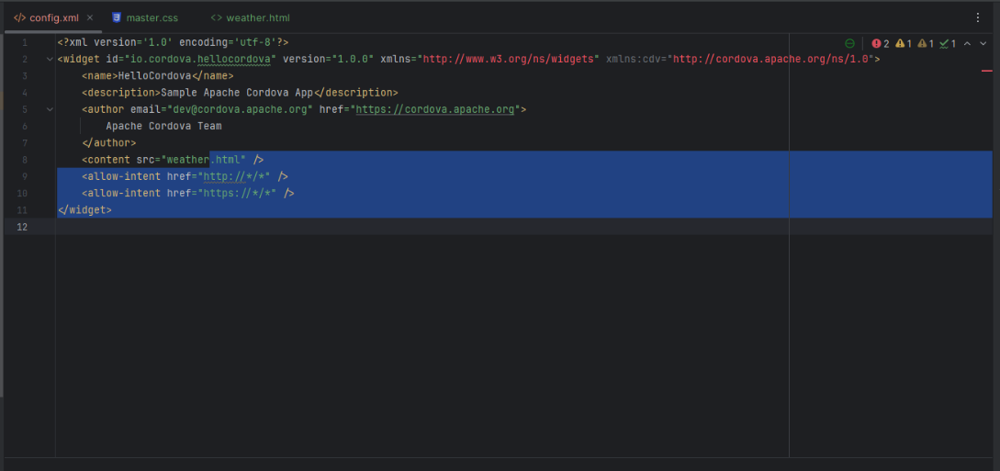 config.xml
master.css
weather.html
2 1 1 1
1 <?xml version='1.0' encoding='utf-8'?>
2 <widget id="io.cordova.hellocordova" version="1.0.0" xmlns="http://www.w3.org/ns/widgets" xmlns:cdv="http://cordova.apache.org/ns/1.0">
3 <name>HelloCordova</name>
4 <description>Sample Apache Cordova App</description>
5 <author email="dev@cordova.apache.org" href="https://cordova.apache.org">
6 Apache Cordova Team
7 </author>
8 <content src="weather.html" />
9 <allow-intent href="http://*/*" />
10 <allow-intent href="https://*/*" />
11 </widget>
12